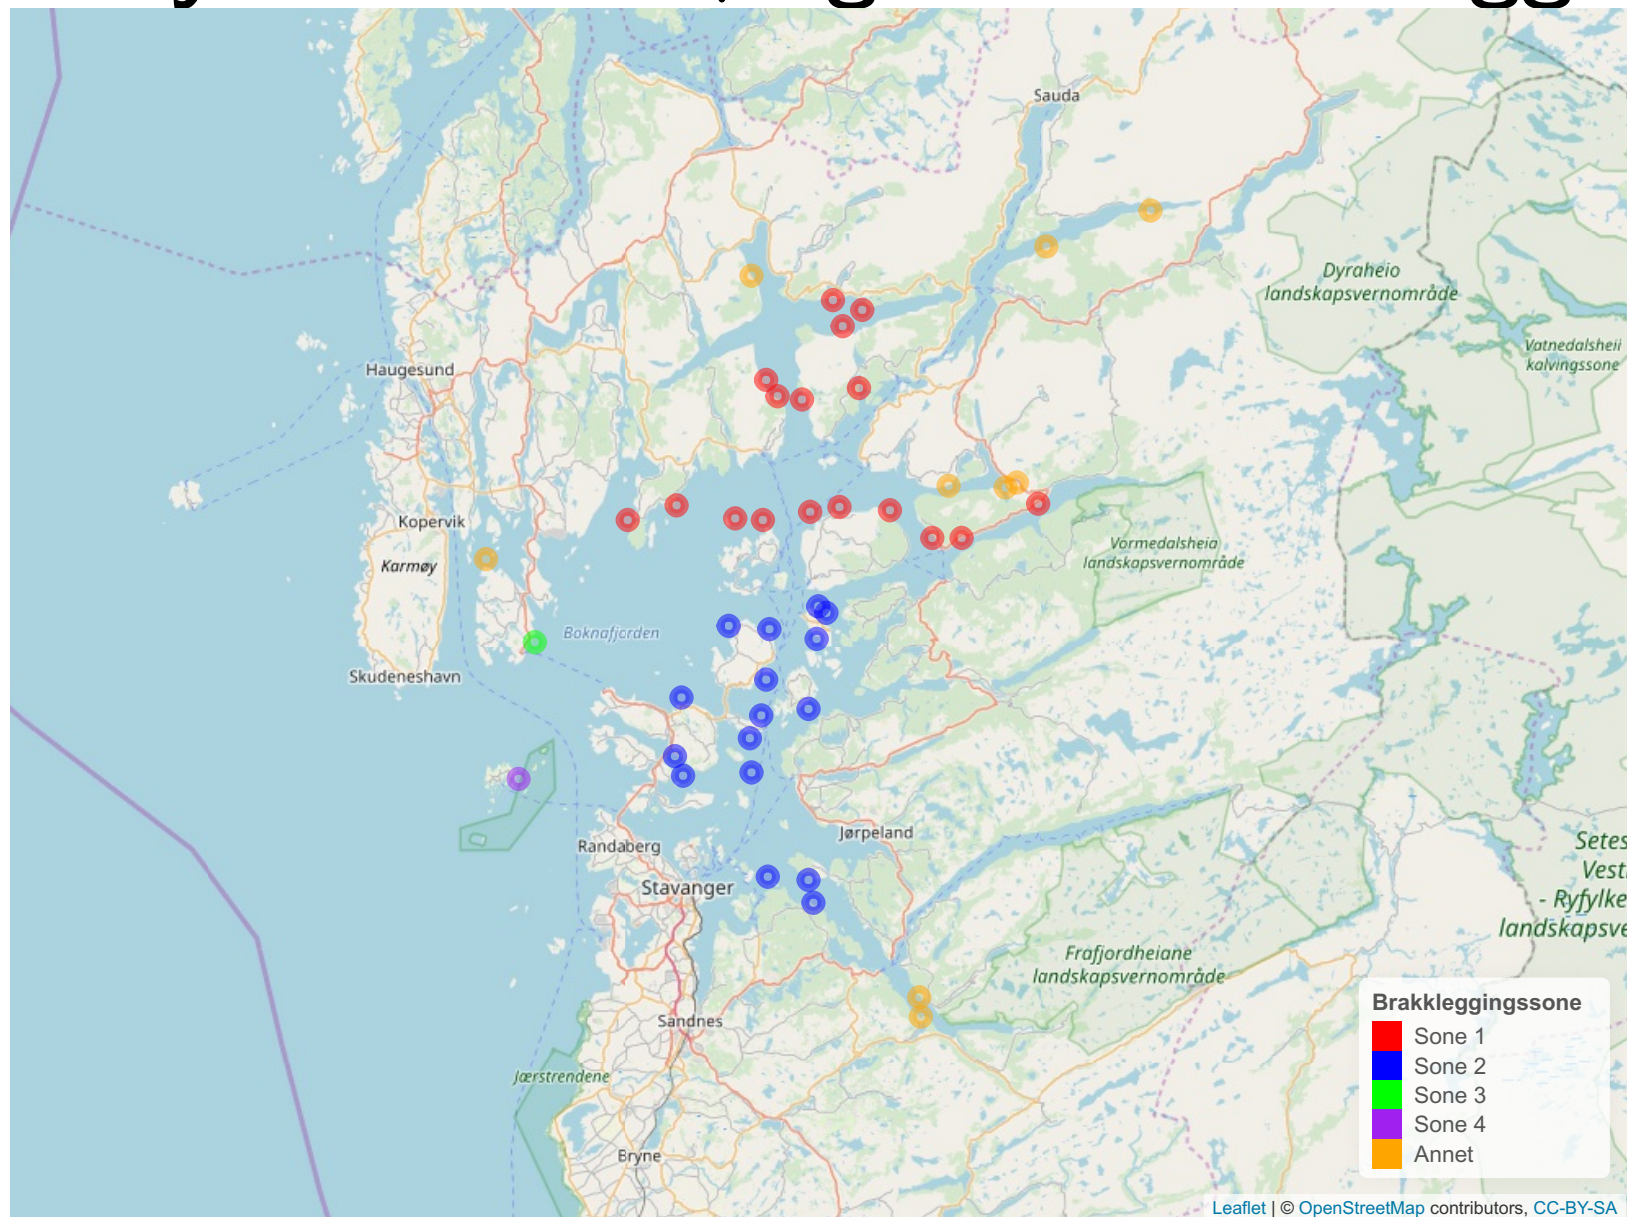 Sauda
Dyraheio
landskapsvernområde
Vatnedalsheii
kalvingssone
Haugesund
Kopervik
Karmøy
Vormedalsheia
landskapsvernområde
Boknafjorden
Skudeneshavn
Jørpeland
Randaberg
Stavanger
Setes
Vest
- Ryfylke
landskapsve
Frafjordheiane
landskapsvernområde
Sandnes
Jærstrendene
Bryne
Brakkleggingssone
Sone 1
Sone 2
Sone 3
Sone 4
Annet
Leaflet | © OpenStreetMap contributors, CC-BY-SA